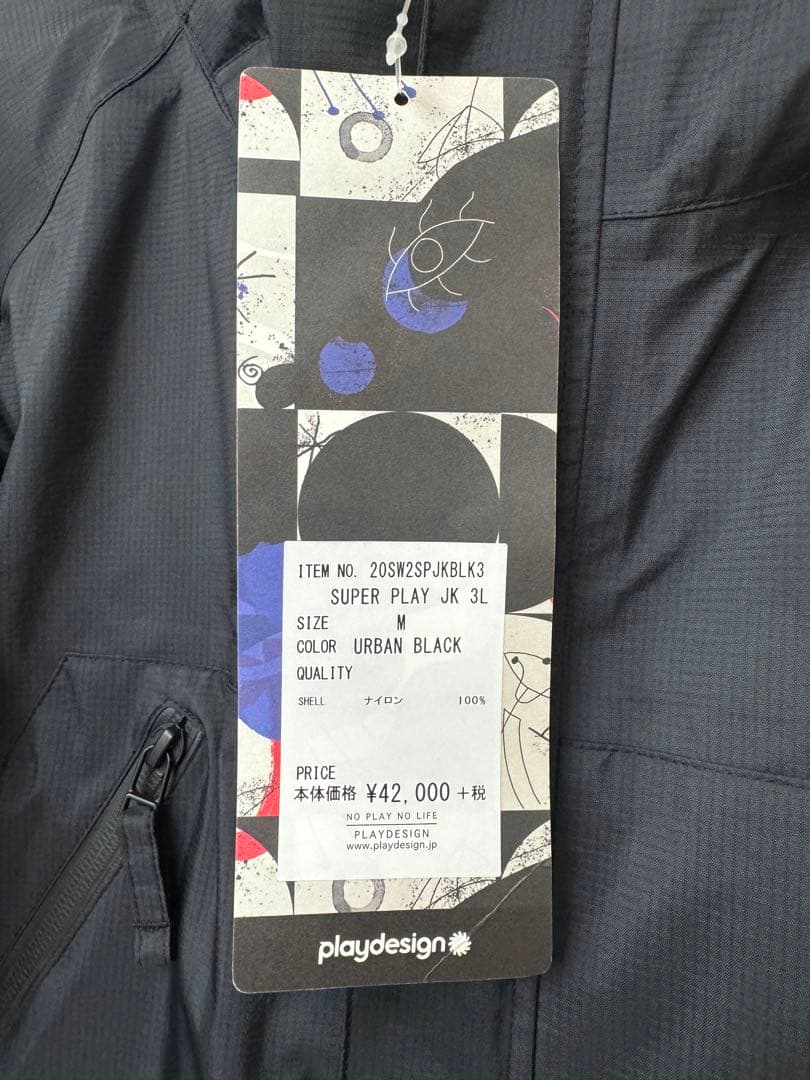 ITEM NO. 20SW2SPJKBLK3
SUPER PLAY JK 3L
SIZE M
COLOR URBAN BLACK
QUALITY
SHELL ナイロン 100%
PRICE
本体価格 ¥42,000 +税
NO PLAY NO LIFE
PLAYDESIGN
www.playdesign.jp
playdesign